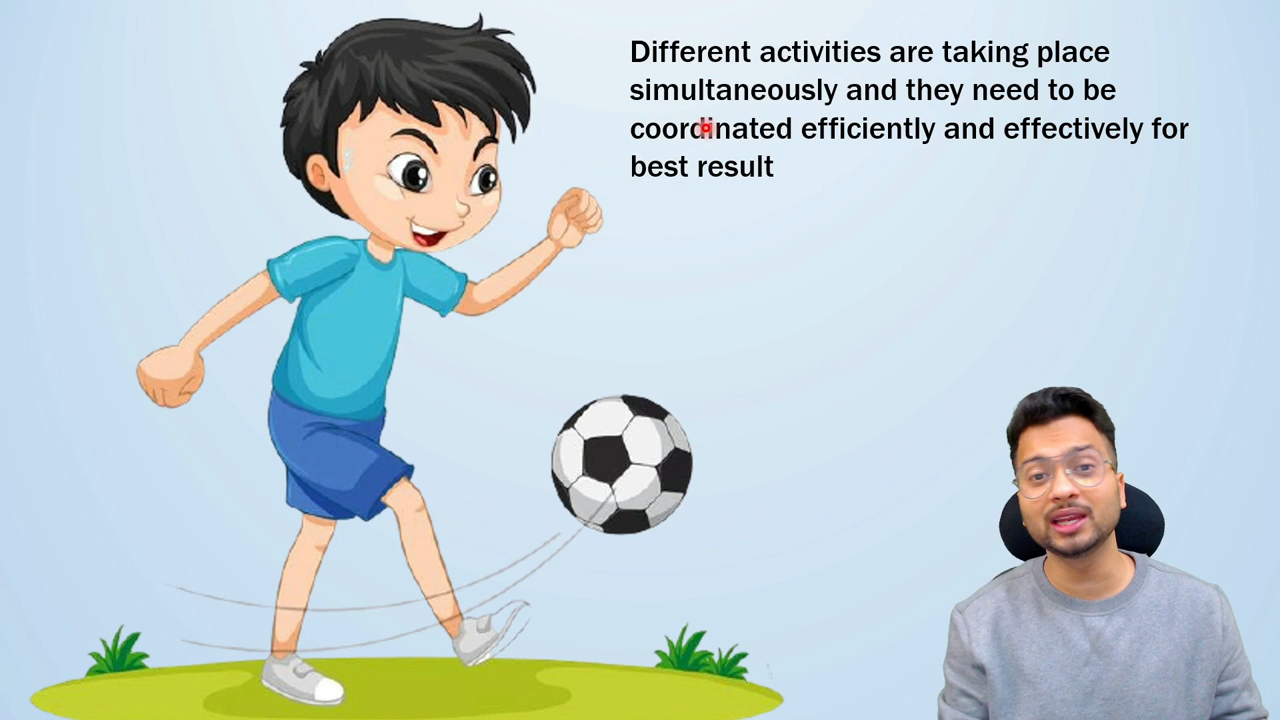 Different activities are taking place
simultaneously and they need to be
coordinated efficiently and effectively for
best result